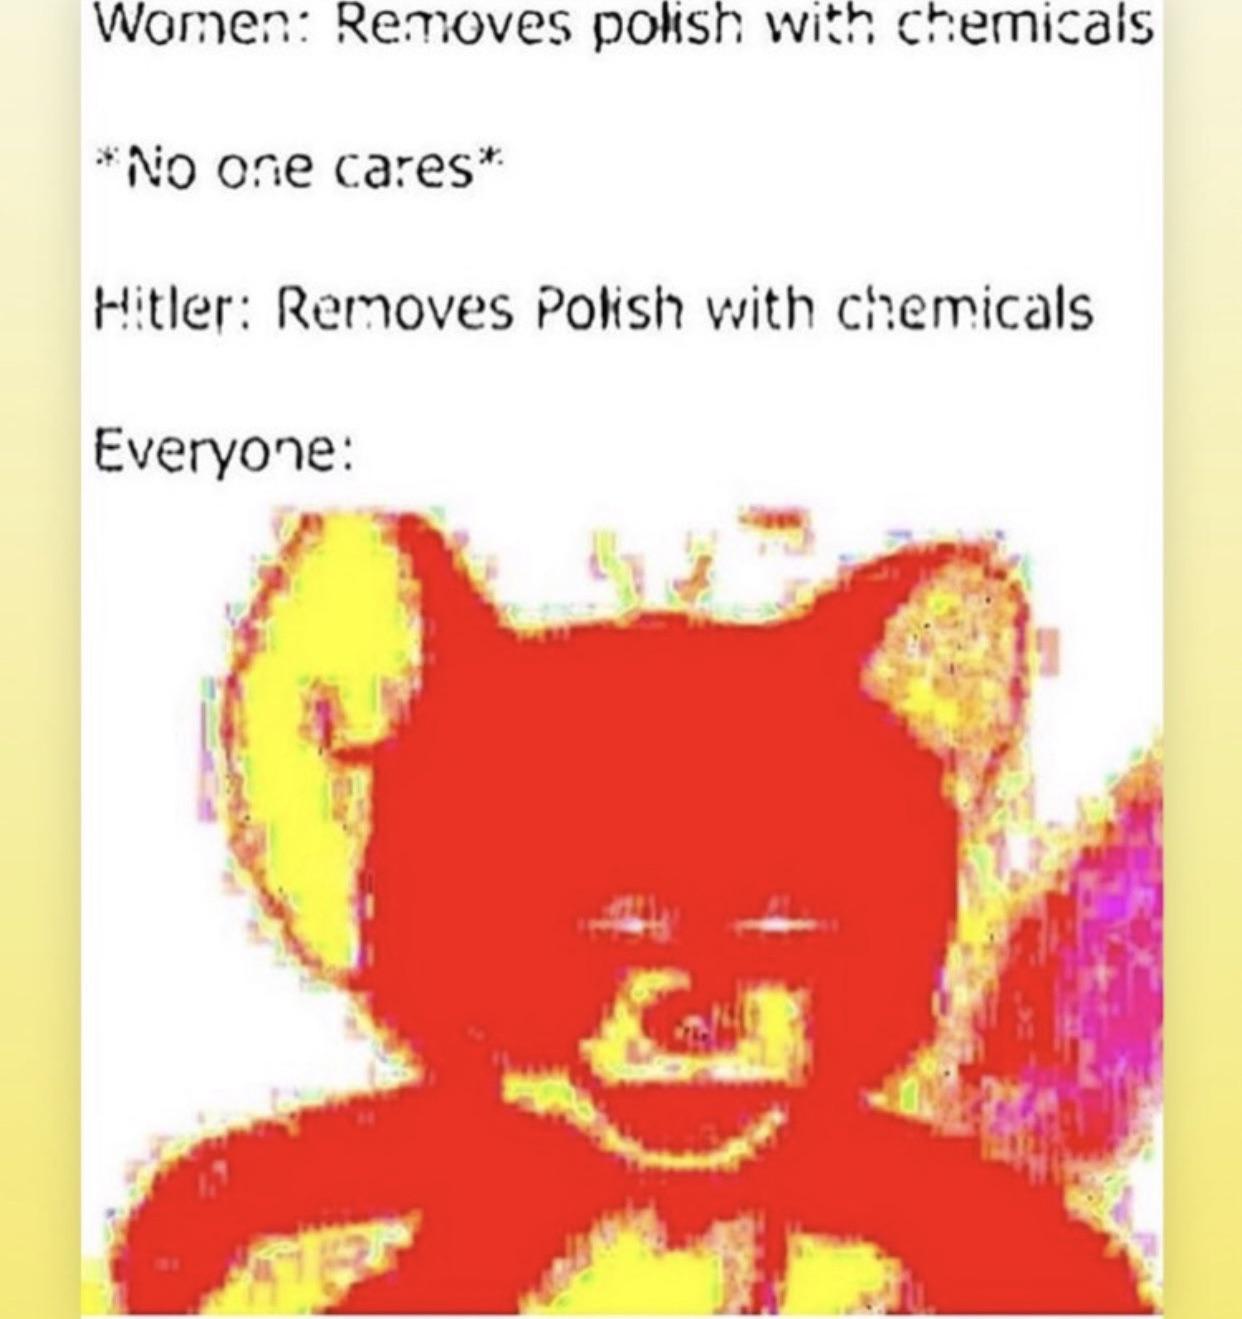 Women: Removes polish with chemicals
*No one cares*
Hitler: Removes Polish with chemicals
Everyone: